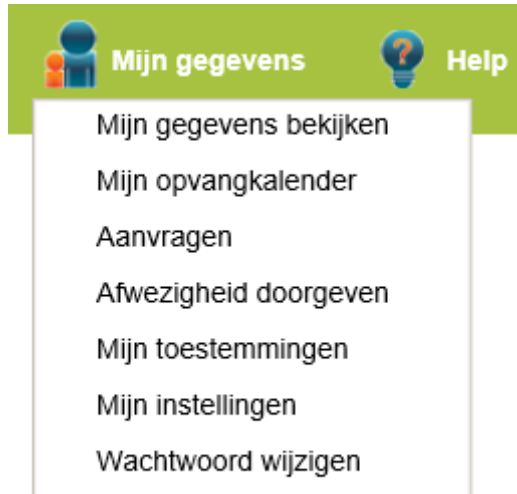 Mijn gegevens Help
Mijn gegevens bekijken
Mijn opvangkalender
Aanvragen
Afwezigheid doorgeven
Mijn toestemmingen
Mijn instellingen
Wachtwoord wijzigen